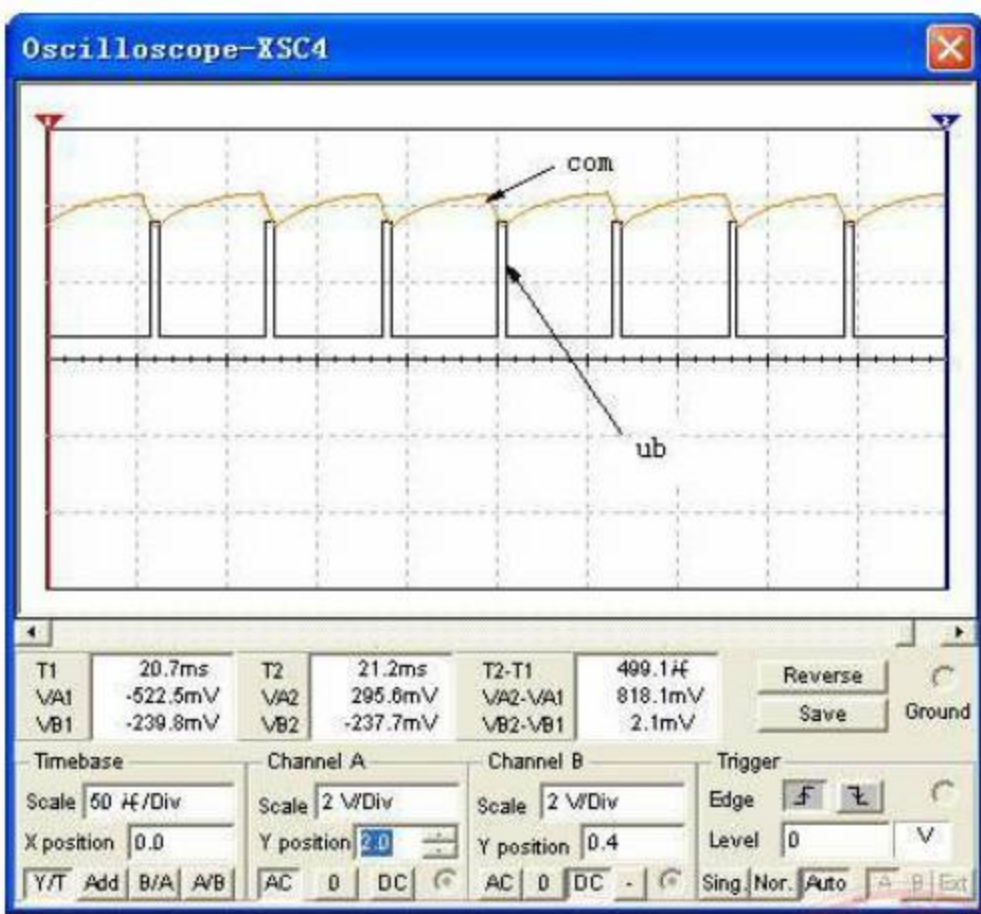 Oscilloscope-XSC4
1
2
com
ub
T1 20.7ms T2 21.2ms T2-T1
VA1 -522.5mV VA2 295.6mV VA2-VA1 818.1mV Reverse
VB1 -239.8mV VB2 -237.7mV VB2-VB1 2.1mV Save Ground
Timebase Channel A Channel B Trigger
Scale 50 /Div Scale 2 V/Div Scale 2 V/Div Edge
X position 0.0 Y position 2.0 Y position 0.4 Level 0 V
Y/T Add B/A A/B AC 0 DC AC 0 DC - Sing. Nor. Auto A B Ext